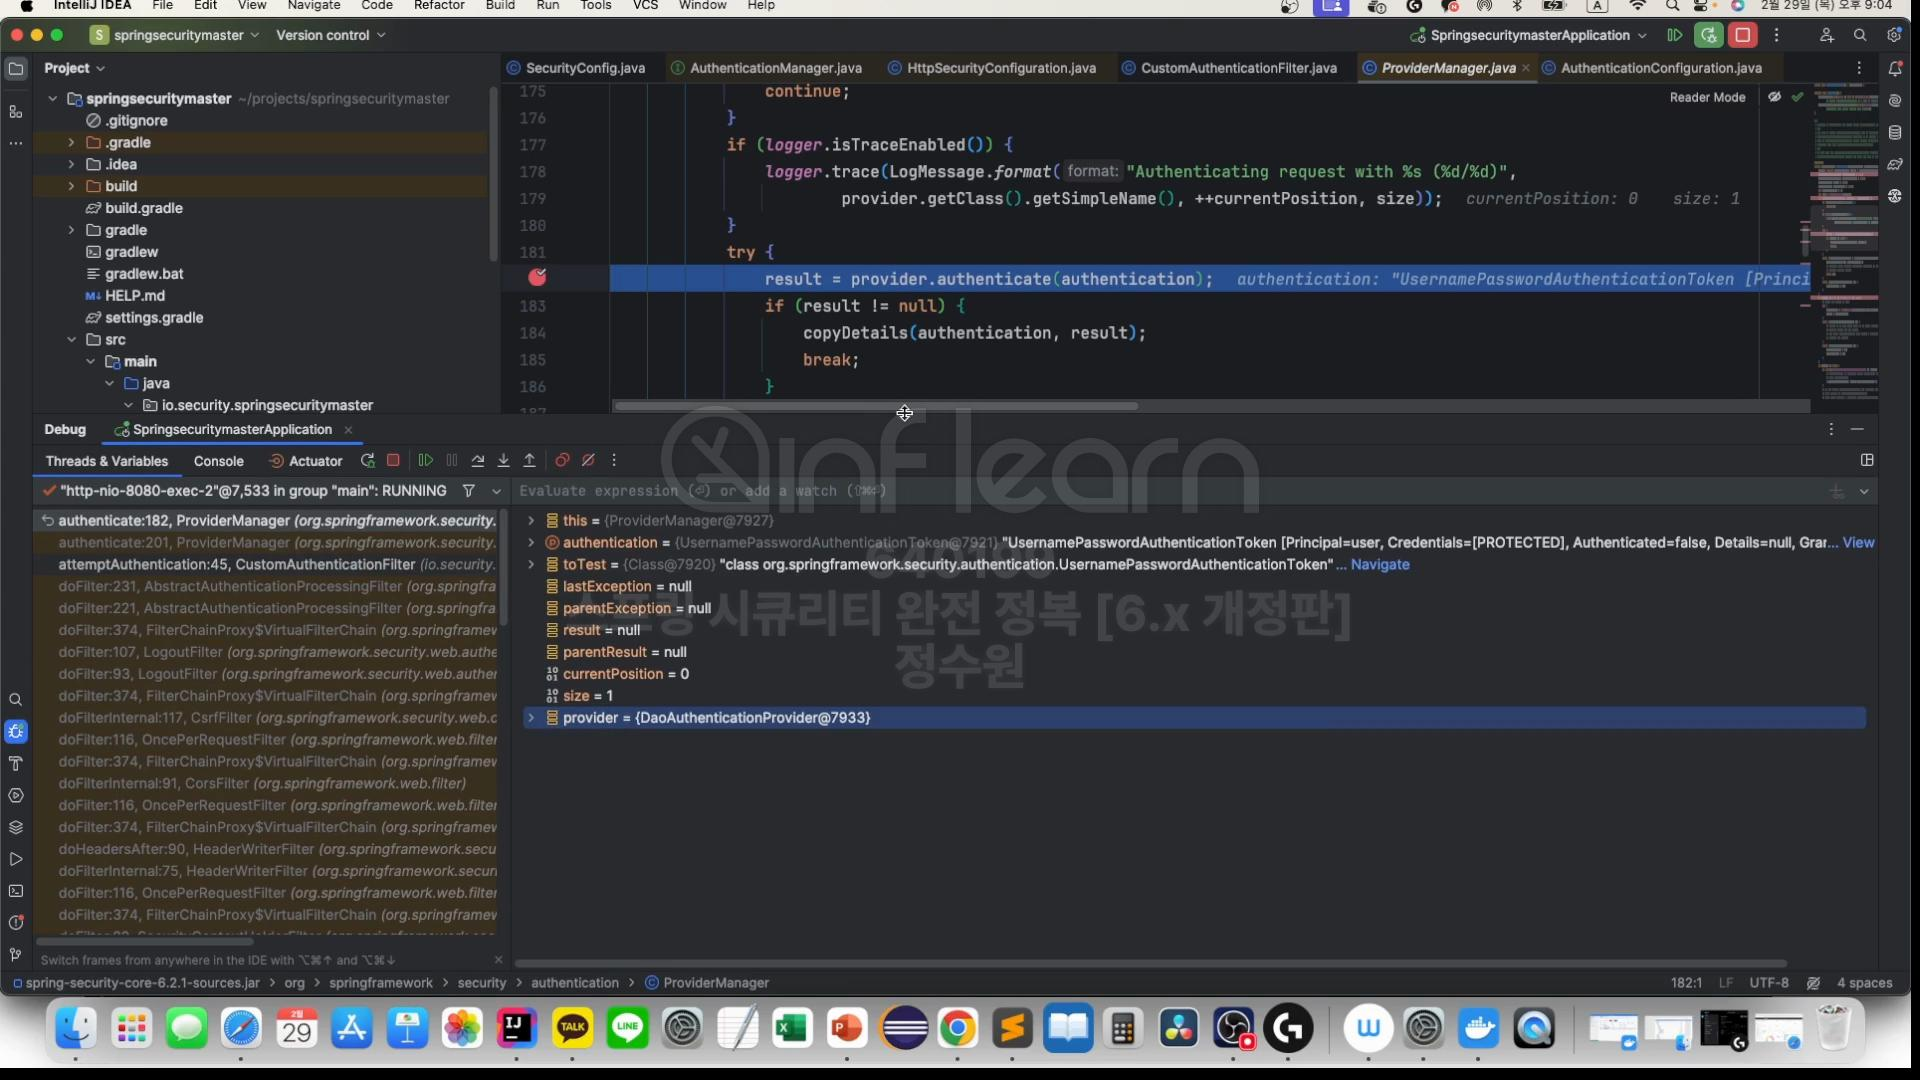 IntelliJ IDEA File Edit View Navigate Code Refactor Build Run Tools VCS Window Help
2월 29일 (목) 오후 9:04
springsecuritymaster Version control SpringsecuritymasterApplication
Project
SecurityConfig.java AuthenticationManager.java HttpSecurityConfiguration.java CustomAuthenticationFilter.java ProviderManager.java AuthenticationConfiguration.java
springsecuritymaster ~/projects/springsecuritymaster
.gitignore
.gradle
.idea
build
build.gradle
gradle
gradlew
gradlew.bat
HELP.md
settings.gradle
src
main
java
io.security.springsecuritymaster
Reader Mode
175 continue;
176 }
177 if (logger.isTraceEnabled()) {
178 logger.trace(LogMessage.format( format: "Authenticating request with %s (%d/%d)",
179 provider.getClass().getSimpleName(), ++currentPosition, size)); currentPosition: 0 size: 1
180 }
181 try {
result = provider.authenticate(authentication); authentication: "UsernamePasswordAuthenticationToken [Princi
183 if (result != null) {
184 copyDetails(authentication, result);
185 break;
186 }
187
Debug SpringsecuritymasterApplication
Threads & Variables Console Actuator
"http-nio-8080-exec-2"@7,533 in group "main": RUNNING
Evaluate expression (⏎) or add a watch (⇧⌘⏎)
authenticate:182, ProviderManager (org.springframework.security.
authenticate:201, ProviderManager (org.springframework.security.
attemptAuthentication:45, CustomAuthenticationFilter (io.security.
doFilter:231, AbstractAuthenticationProcessingFilter (org.springfra
doFilter:221, AbstractAuthenticationProcessingFilter (org.springfra
doFilter:374, FilterChainProxy$VirtualFilterChain (org.springframew
doFilter:107, LogoutFilter (org.springframework.security.web.authe
doFilter:93, LogoutFilter (org.springframework.security.web.auther
doFilter:374, FilterChainProxy$VirtualFilterChain (org.springframew
doFilterInternal:117, CsrfFilter (org.springframework.security.web.c
doFilter:116, OncePerRequestFilter (org.springframework.web.filter
doFilter:374, FilterChainProxy$VirtualFilterChain (org.springframew
doFilterInternal:91, CorsFilter (org.springframework.web.filter)
doFilter:116, OncePerRequestFilter (org.springframework.web.filter
doFilter:374, FilterChainProxy$VirtualFilterChain (org.springframew
doHeadersAfter:90, HeaderWriterFilter (org.springframework.secu
doFilterInternal:75, HeaderWriterFilter (org.springframework.secur
doFilter:116, OncePerRequestFilter (org.springframework.web.filter
doFilter:374, FilterChainProxy$VirtualFilterChain (org.springframew
this = {ProviderManager@7927}
authentication = {UsernamePasswordAuthenticationToken@7921} "UsernamePasswordAuthenticationToken [Principal=user, Credentials=[PROTECTED], Authenticated=false, Details=null, Grar... View
toTest = {Class@7920} "class org.springframework.security.authentication.UsernamePasswordAuthenticationToken" ... Navigate
lastException = null
parentException = null
result = null
parentResult = null
currentPosition = 0
size = 1
provider = {DaoAuthenticationProvider@7933}
inflearn
스프링 시큐리티 완전 정복 [6.x 개정판]
정수원
Switch frames from anywhere in the IDE with ⌥⌘↑ and ⌥⌘↓
spring-security-core-6.2.1-sources.jar > org > springframework > security > authentication > ProviderManager
182:1 LF UTF-8 4 spaces
2월
29
IJ
TALK
LINE